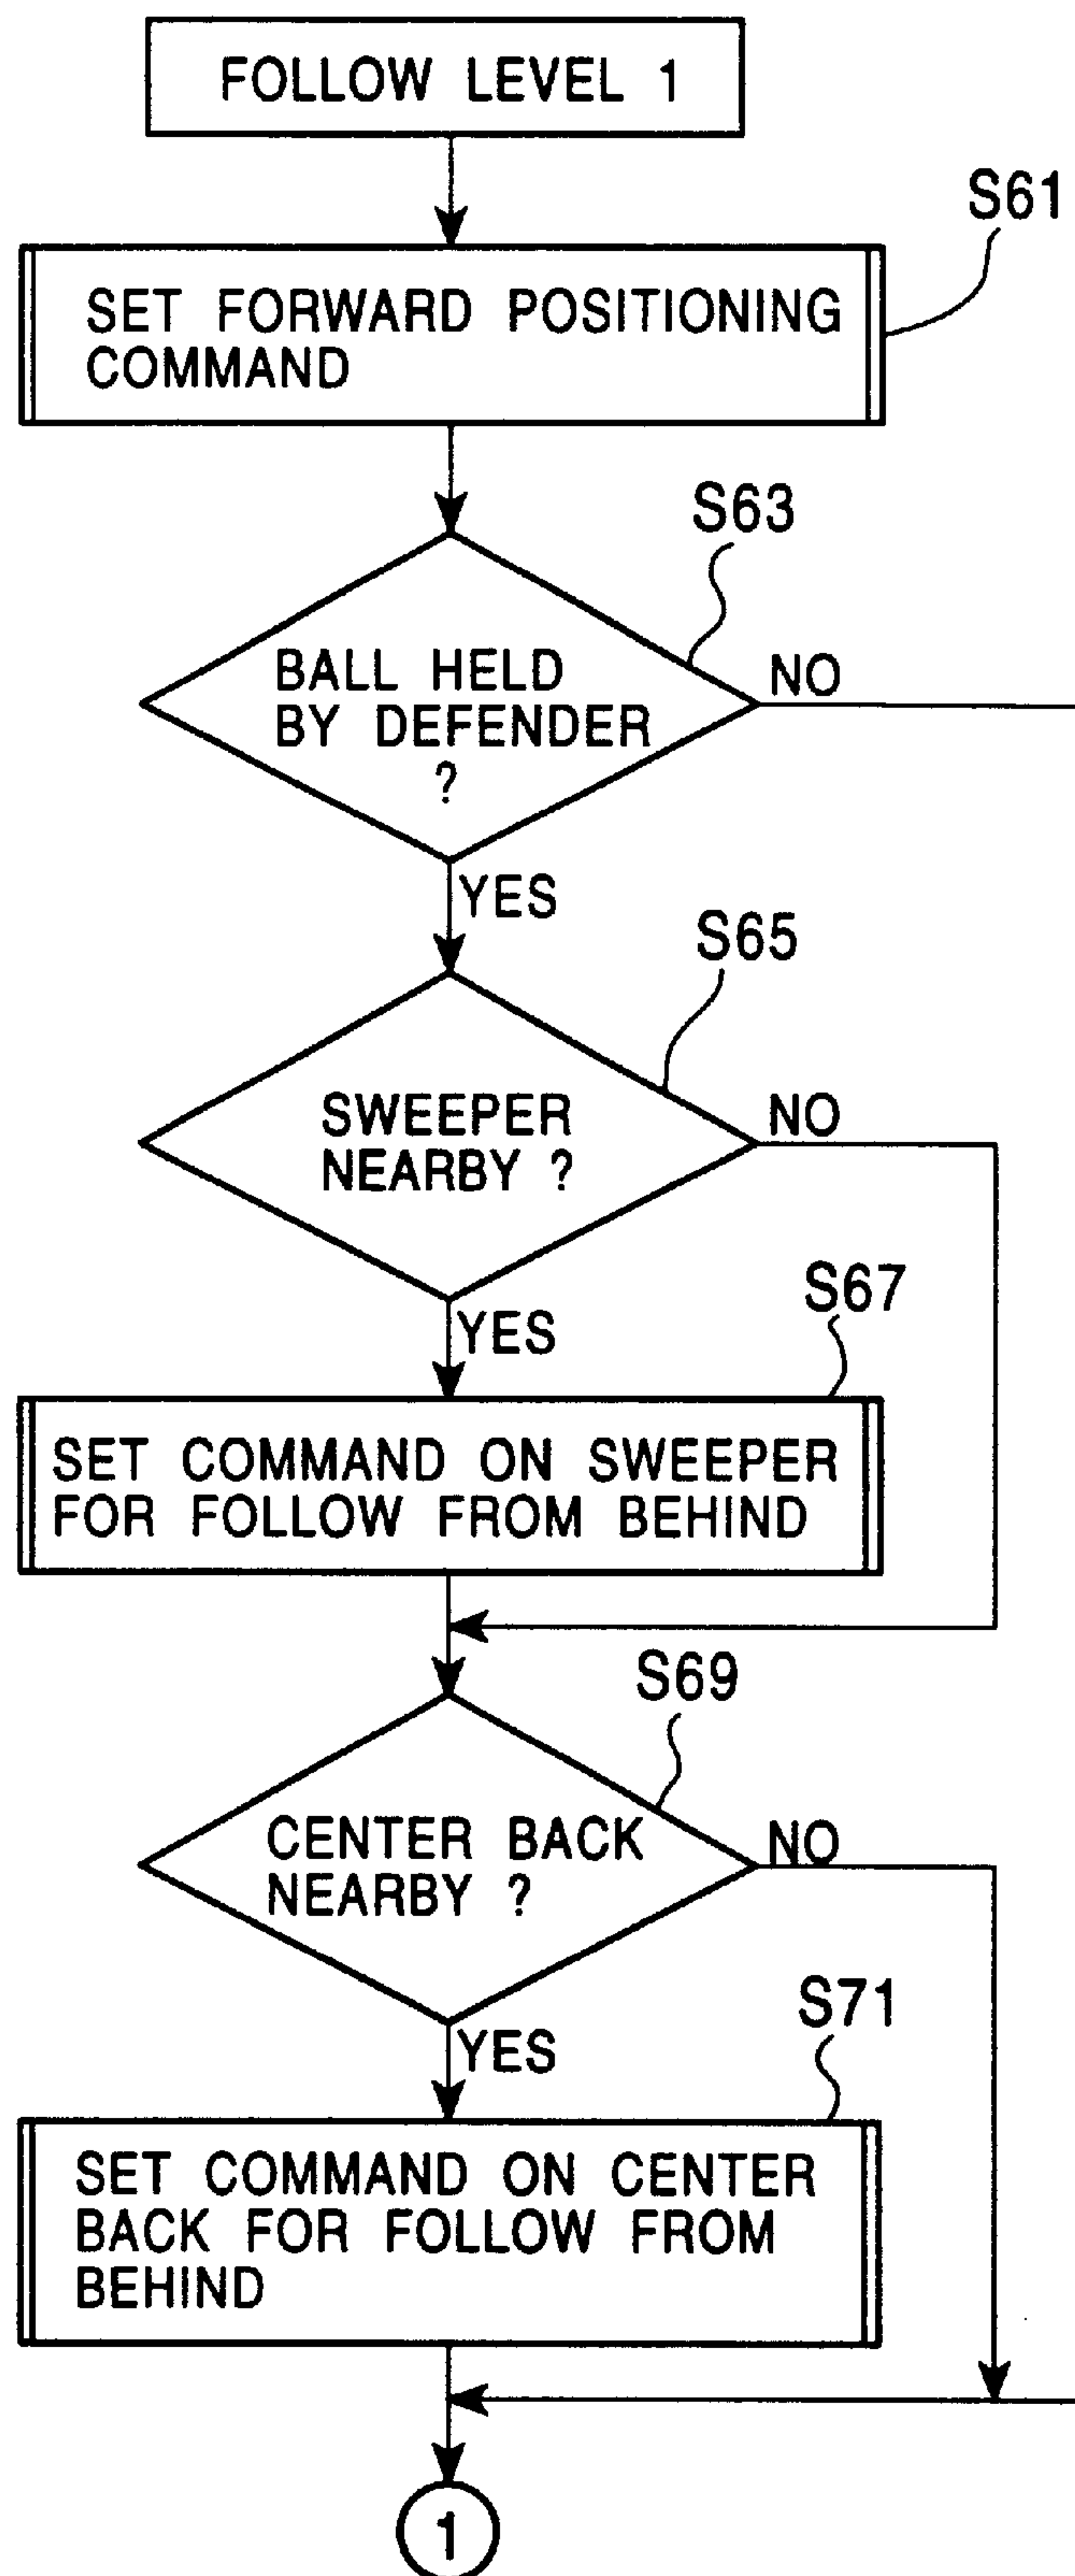 FOLLOW LEVEL 1
S61
SET FORWARD POSITIONING
COMMAND
S63
BALL HELD
BY DEFENDER
?
NO
YES
S65
SWEEPER
NEARBY ?
NO
YES
S67
SET COMMAND ON SWEEPER
FOR FOLLOW FROM BEHIND
S69
CENTER BACK
NEARBY ?
NO
YES
S71
SET COMMAND ON CENTER
BACK FOR FOLLOW FROM
BEHIND
1